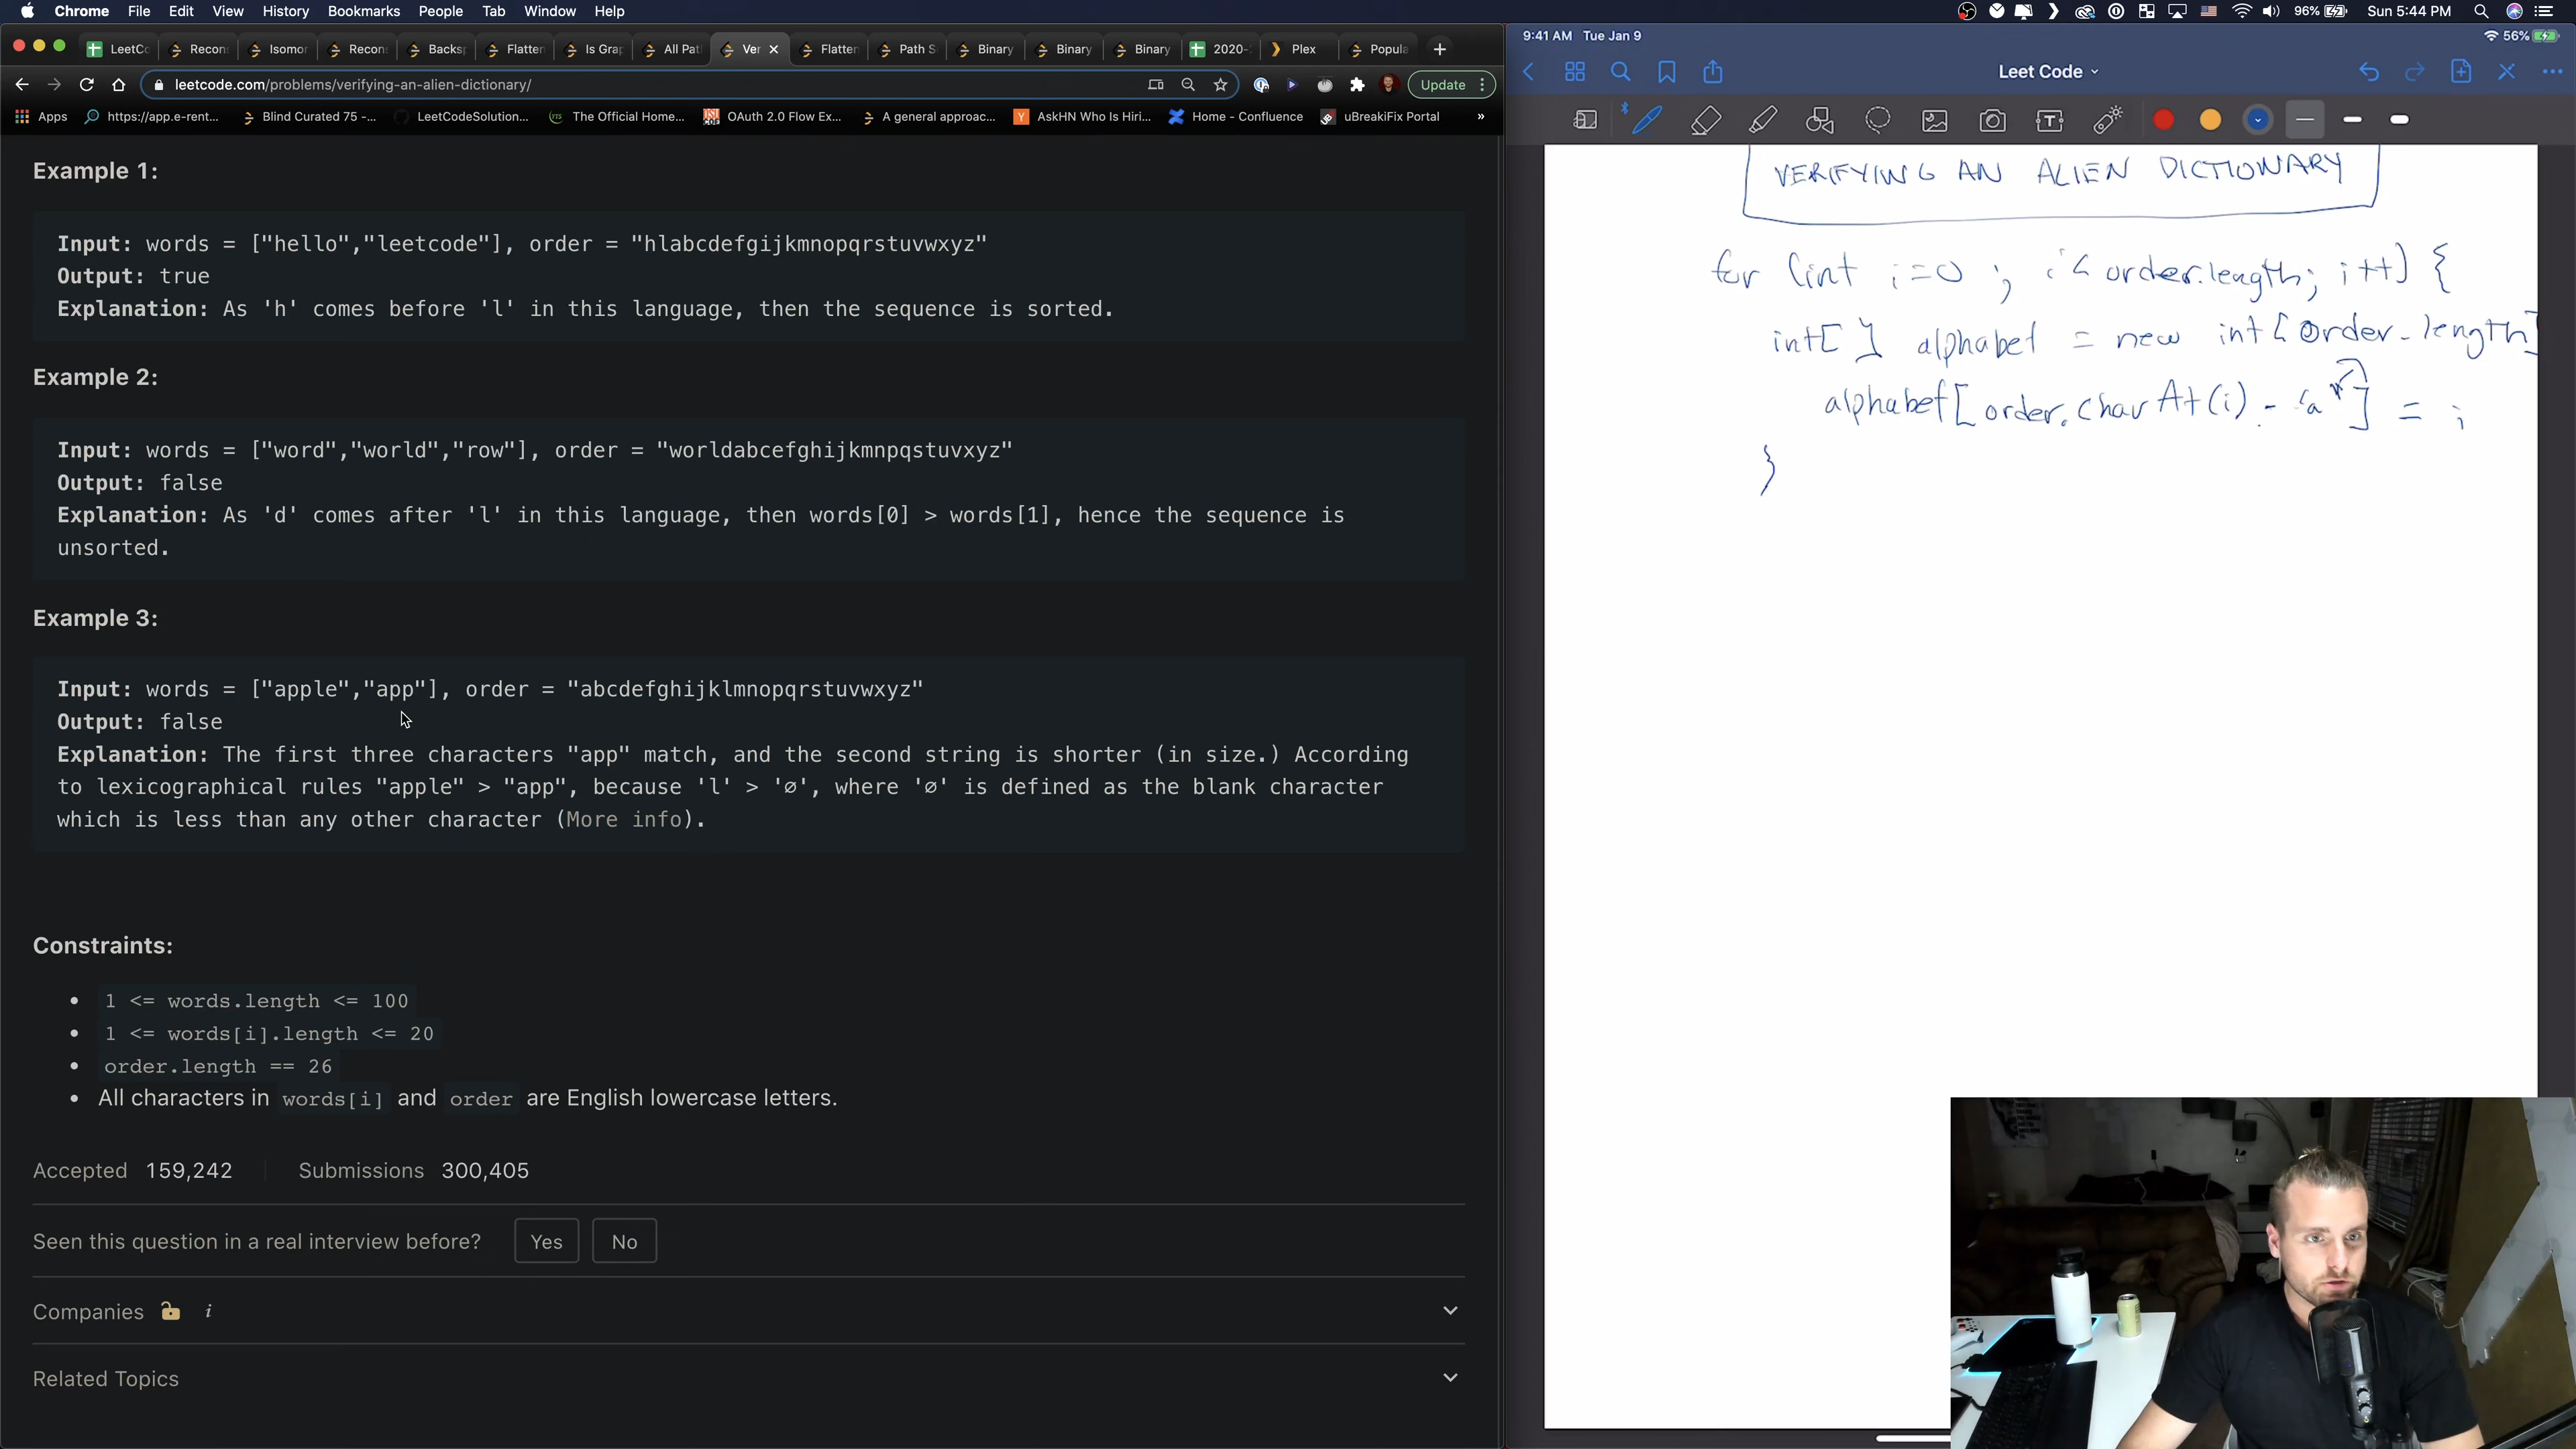 Chrome File Edit View History Bookmarks People Tab Window Help 96% Sun 5:44 PM
LeetCo Recons Isomor Recons Backsp Flatten Is Grap All Pat Ver Flatten Path S Binary Binary Binary 2020- Plex Popula
leetcode.com/problems/verifying-an-alien-dictionary/ Update
Apps https://app.e-rent... Blind Curated 75 -... LeetCodeSolution... The Official Home... OAuth 2.0 Flow Ex... A general approac... AskHN Who Is Hiri... Home - Confluence uBreakiFix Portal »
Example 1:
Input: words = ["hello","leetcode"], order = "hlabcdefgijkmnopqrstuvwxyz"
Output: true
Explanation: As 'h' comes before 'l' in this language, then the sequence is sorted.
Example 2:
Input: words = ["word","world","row"], order = "worldabcefghijkmnpqstuvxyz"
Output: false
Explanation: As 'd' comes after 'l' in this language, then words[0] > words[1], hence the sequence is
unsorted.
Example 3:
Input: words = ["apple","app"], order = "abcdefghijklmnopqrstuvwxyz"
Output: false
Explanation: The first three characters "app" match, and the second string is shorter (in size.) According
to lexicographical rules "apple" > "app", because 'l' > '∅', where '∅' is defined as the blank character
which is less than any other character (More info).
Constraints:
• 1 <= words.length <= 100
• 1 <= words[i].length <= 20
• order.length == 26
• All characters in words[i] and order are English lowercase letters.
Accepted 159,242 Submissions 300,405
Seen this question in a real interview before? Yes No
Companies i
Related Topics
9:41 AM Tue Jan 9 56%
Leet Code
VERIFYING AN ALIEN DICTIONARY
for (int i=0 ; i< order.length; i++) {
int[] alphabet = new int[order.length]
alphabet[order.charAt(i) - 'a'] = i
}